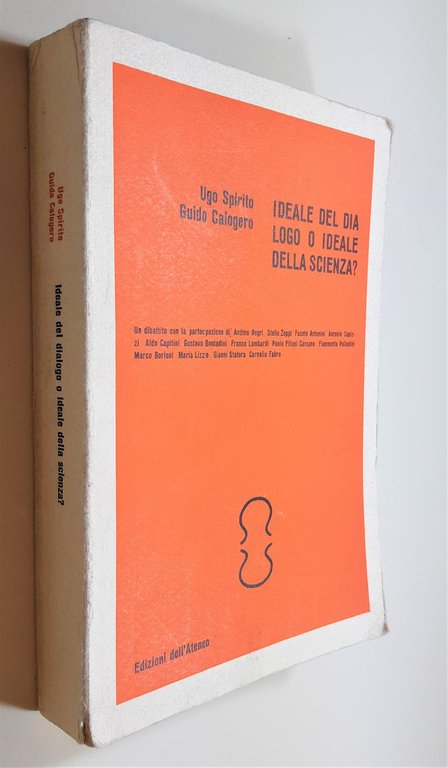 Ugo Spirito
Guido Calogero
Ideale del dialogo o ideale della scienza?
Ugo Spirito
Guido Calogero
IDEALE DEL DIA
LOGO O IDEALE
DELLA SCIENZA?
Un dibattito con la partecipazione di Antimo Negri Stelio Zeppi Fausto Antonini Antonio Capiz-
zi Aldo Capitini Gustavo Bontadini Franco Lombardi Paolo Filiasi Carcano Fiammetta Palladini
Marco Borioni Maria Lizzo Gianni Statera Cornelio Fabro
Edizioni dell'Ateneo